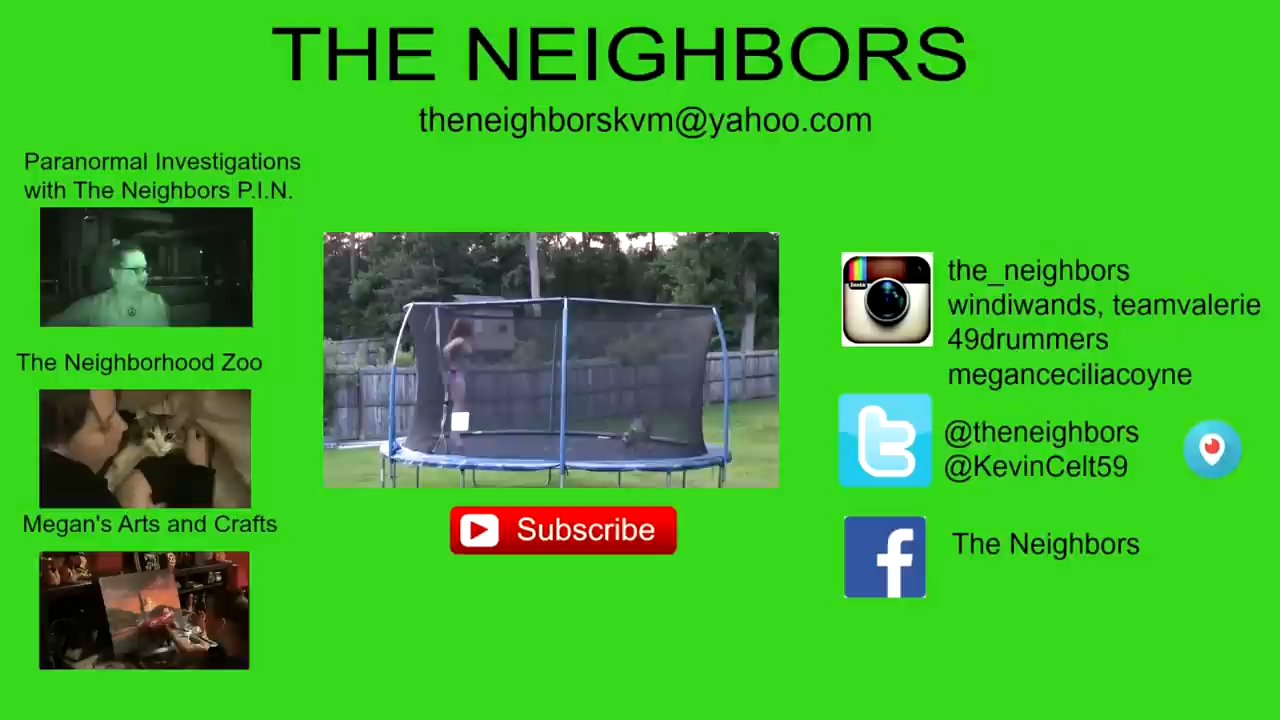 THE NEIGHBORS
theneighborskvm@yahoo.com
Paranormal Investigations
with The Neighbors P.I.N.
The Neighborhood Zoo
Megan's Arts and Crafts
Subscribe
the_neighbors
windiwands, teamvalerie
49drummers
meganceciliacoyne
@theneighbors
@KevinCelt59
The Neighbors